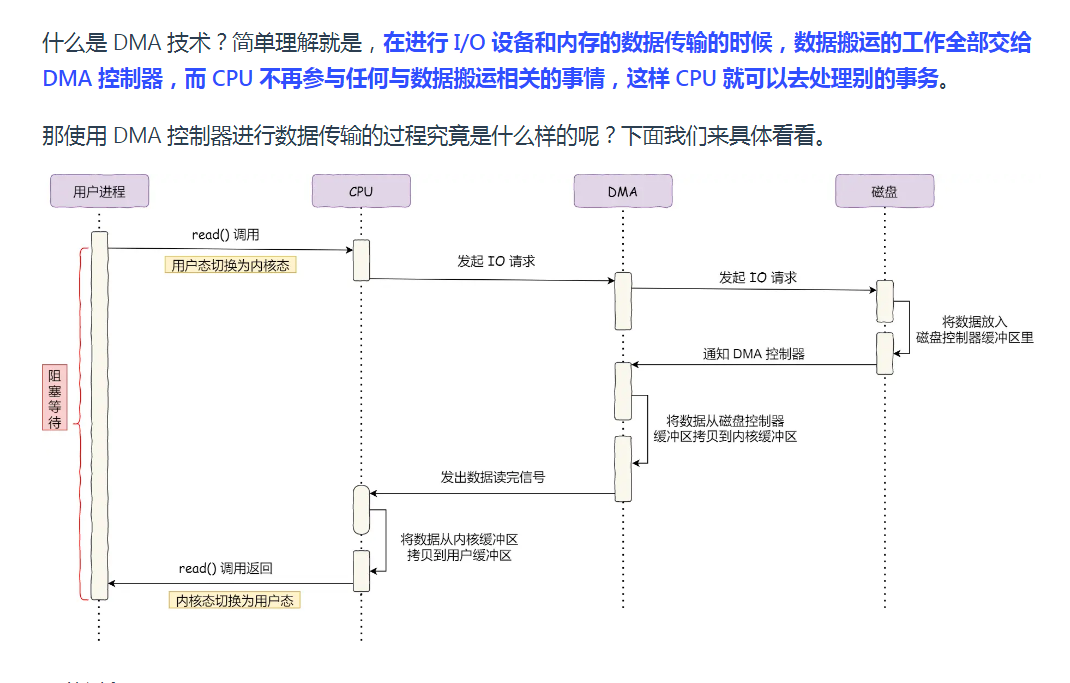 什么是 DMA 技术？简单理解就是，在进行 I/O 设备和内存的数据传输的时候，数据搬运的工作全部交给
DMA 控制器，而 CPU 不再参与任何与数据搬运相关的事情，这样 CPU 就可以去处理别的事务。
那使用 DMA 控制器进行数据传输的过程究竟是什么样的呢？下面我们来具体看看。
用户进程
CPU
DMA
磁盘
read() 调用
用户态切换为内核态
发起 IO 请求
发起 IO 请求
将数据放入
磁盘控制器缓冲区里
通知 DMA 控制器
阻塞等待
将数据从磁盘控制器
缓冲区拷贝到内核缓冲区
发出数据读完信号
将数据从内核缓冲区
拷贝到用户缓冲区
read() 调用返回
内核态切换为用户态